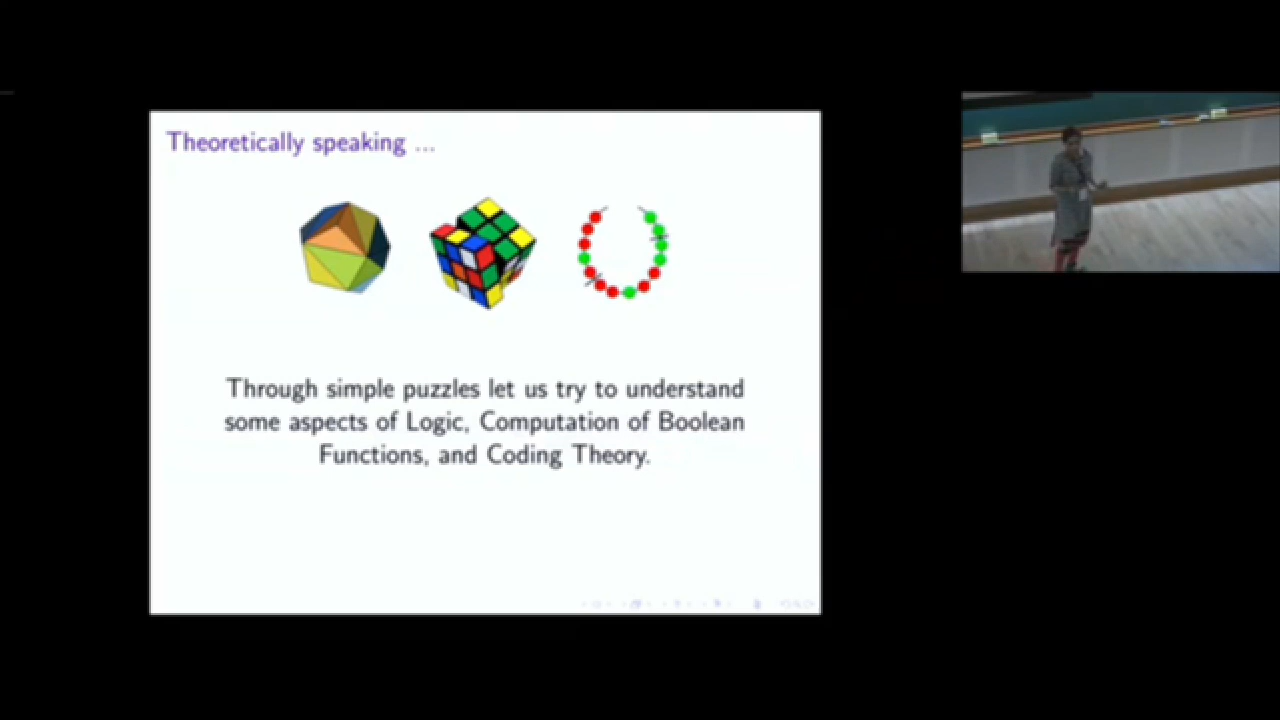 Theoretically speaking ...
Through simple puzzles let us try to understand
some aspects of Logic, Computation of Boolean
Functions, and Coding Theory.